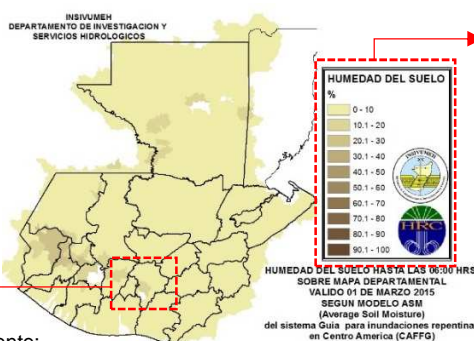 INSIVUMEH
DEPARTAMENTO DE INVESTIGACION Y
SERVICIOS HIDROLOGICOS
HUMEDAD DEL SUELO
%
0 - 10
10.1 - 20
20.1 - 30
30.1 - 40
40.1 - 50
50.1 - 60
60.1 - 70
70.1 - 80
80.1 - 90
90.1 - 100
HRC
HUMEDAD DEL SUELO HASTA LAS 06:00 HRS
SOBRE MAPA DEPARTAMENTAL
VALIDO 01 DE MARZO 2015
SEGUN MODELO ASM
(Average Soil Moisture)
del sistema Guia para inundaciones repentina
en Centro America (CAFFG)